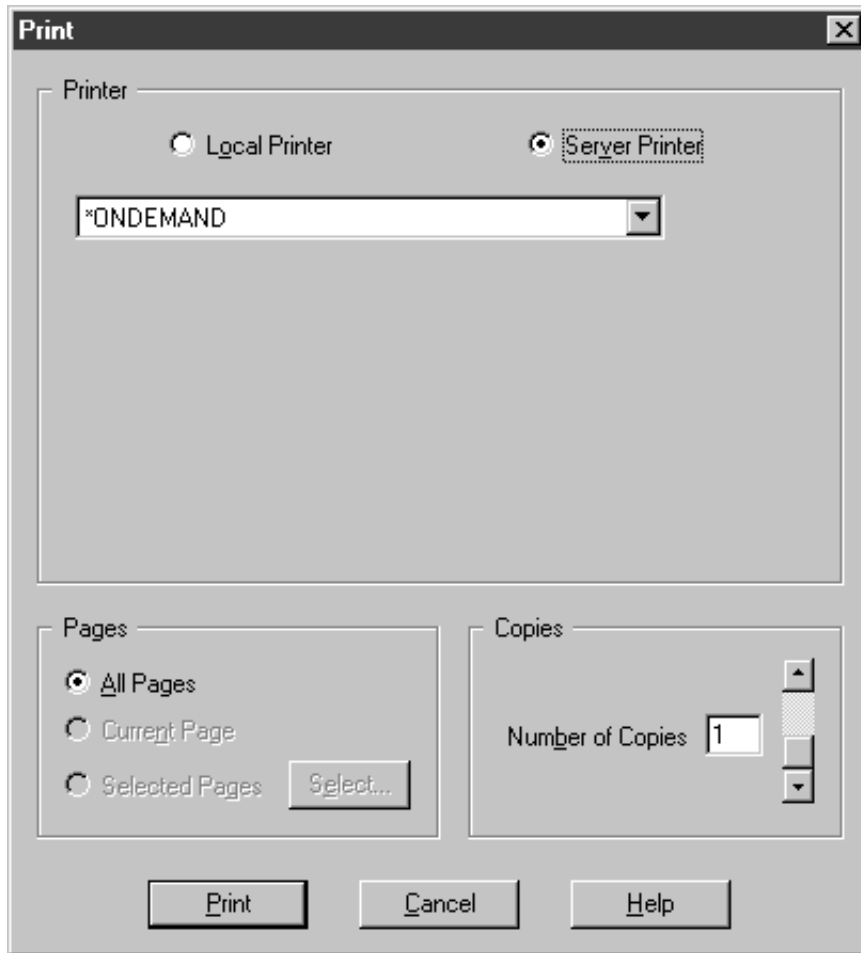 Print
Printer
Local Printer
Server Printer
*ONDEMAND
Pages
All Pages
Current Page
Selected Pages
Select...
Copies
Number of Copies 1
Print
Cancel
Help